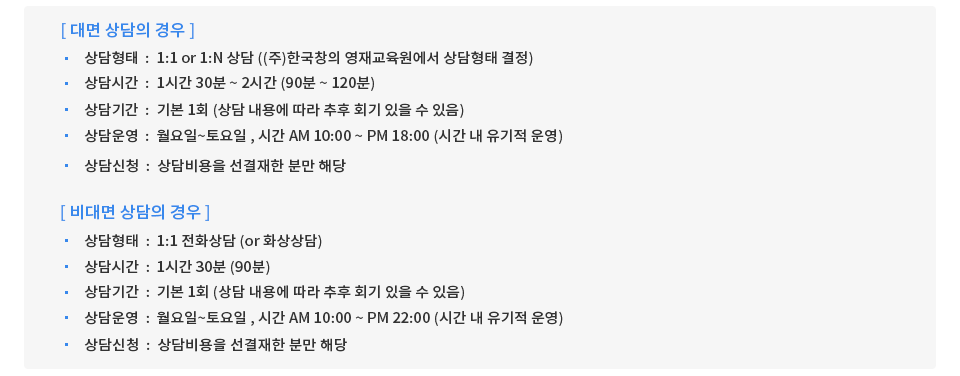 [ 대면 상담의 경우 ]
· 상담형태 : 1:1 or 1:N 상담 ((주)한국창의 영재교육원에서 상담형태 결정)
· 상담시간 : 1시간 30분 ~ 2시간 (90분 ~ 120분)
· 상담기간 : 기본 1회 (상담 내용에 따라 추후 회기 있을 수 있음)
· 상담운영 : 월요일~토요일 , 시간 AM 10:00 ~ PM 18:00 (시간 내 유기적 운영)
· 상담신청 : 상담비용을 선결재한 분만 해당
[ 비대면 상담의 경우 ]
· 상담형태 : 1:1 전화상담 (or 화상상담)
· 상담시간 : 1시간 30분 (90분)
· 상담기간 : 기본 1회 (상담 내용에 따라 추후 회기 있을 수 있음)
· 상담운영 : 월요일~토요일 , 시간 AM 10:00 ~ PM 22:00 (시간 내 유기적 운영)
· 상담신청 : 상담비용을 선결재한 분만 해당